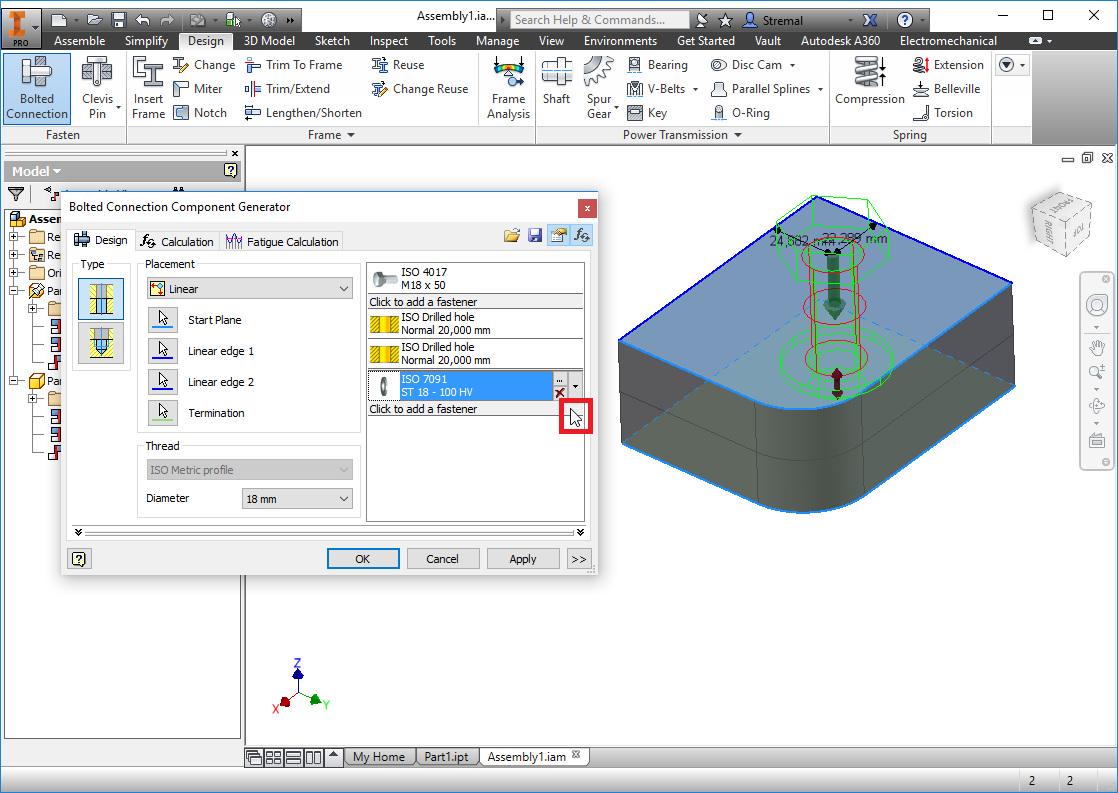 Assembly1.ia...
Search Help & Commands...
Stremal
PRO
Assemble Simplify Design 3D Model Sketch Inspect Tools Manage View Environments Get Started Vault Autodesk A360 Electromechanical
Bolted Connection
Clevis Pin
Insert Frame
Change
Miter
Notch
Trim To Frame
Trim/Extend
Lengthen/Shorten
Reuse
Change Reuse
Frame Analysis
Shaft
Spur Gear
Bearing
V-Belts
Key
Disc Cam
Parallel Splines
O-Ring
Compression
Extension
Belleville
Torsion
Fasten
Frame
Power Transmission
Spring
Model
Assem
Re
Re
Ori
Par
Par
Bolted Connection Component Generator
Design Calculation Fatigue Calculation
Type
Placement
Linear
Start Plane
Linear edge 1
Linear edge 2
Termination
Thread
ISO Metric profile
Diameter
18 mm
ISO 4017
M18 x 50
Click to add a fastener
ISO Drilled hole
Normal 20,000 mm
ISO Drilled hole
Normal 20,000 mm
ISO 7091
ST 18 - 100 HV
...
Click to add a fastener
OK Cancel Apply >>
FRONT
RIGHT
TOP
Z
X
Y
My Home Part1.ipt Assembly1.iam
2 2